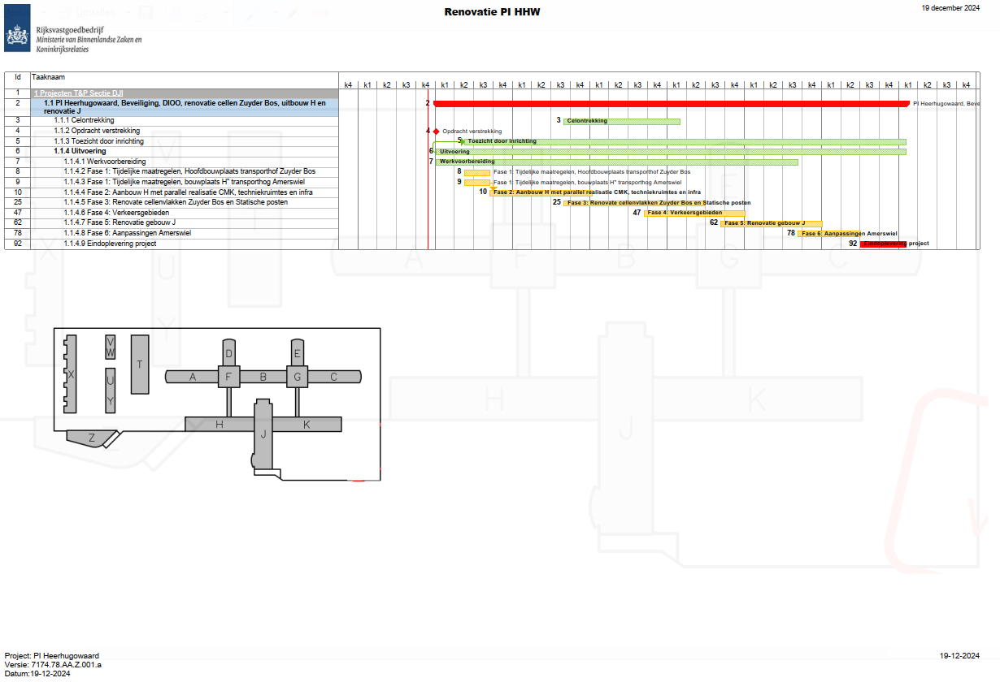 Renovatie PI HHW
19 december 2024
Rijksvastgoedbedrijf
Ministerie van Binnenlandse Zaken en
Koninkrijksrelaties
Id Taaknaam
k4 k1 k2 k3 k4 k1 k2 k3 k4 k1 k2 k3 k4 k1 k2 k3 k4 k1 k2 k3 k4 k1 k2 k3 k4 k1 k2 k3 k4 k1 k2 k3 k4
1 1 Projecten T&P Sectie DJI
2 1.1 PI Heerhugowaard, Beveiliging, DIOO, renovatie cellen Zuyder Bos, uitbouw H en
renovatie J
2 PI Heerhugowaard, Beve
3 1.1.1 Celontrekking
3 Celontrekking
4 1.1.2 Opdracht verstrekking
4 Opdracht verstrekking
5 1.1.3 Toezicht door inrichting
5 Toezicht door inrichting
6 1.1.4 Uitvoering
6 Uitvoering
7 1.1.4.1 Werkvoorbereiding
7 Werkvoorbereiding
8 1.1.4.2 Fase 1: Tijdelijke maatregelen, Hoofdbouwplaats transporthof Zuyder Bos
8 Fase 1: Tijdelijke maatregelen, Hoofdbouwplaats transporthof Zuyder Bos
9 1.1.4.3 Fase 1: Tijdelijke maatregelen, bouwplaats H" transporthog Amerswiel
9 Fase 1: Tijdelijke maatregelen, bouwplaats H" transporthog Amerswiel
10 1.1.4.4 Fase 2: Aanbouw H met parallel realisatie CMK, techniekruimtes en infra
10 Fase 2: Aanbouw H met parallel realisatie CMK, techniekruimtes en infra
25 1.1.4.5 Fase 3: Renovate cellenvlakken Zuyder Bos en Statische posten
25 Fase 3: Renovate cellenvlakken Zuyder Bos en Statische posten
47 1.1.4.6 Fase 4: Verkeersgebieden
47 Fase 4: Verkeersgebieden
62 1.1.4.7 Fase 5: Renovatie gebouw J
62 Fase 5: Renovatie gebouw J
78 1.1.4.8 Fase 6: Aanpassingen Amerswiel
78 Fase 6: Aanpassingen Amerswiel
92 1.1.4.9 Eindoplevering project
92 Eindoplevering project
V
W
D E
T
X
A F B G C
U
Y
H K
J
Z
Project: PI Heerhugowaard
Versie: 7174.78.AA.Z.001.a
Datum:19-12-2024
19-12-2024